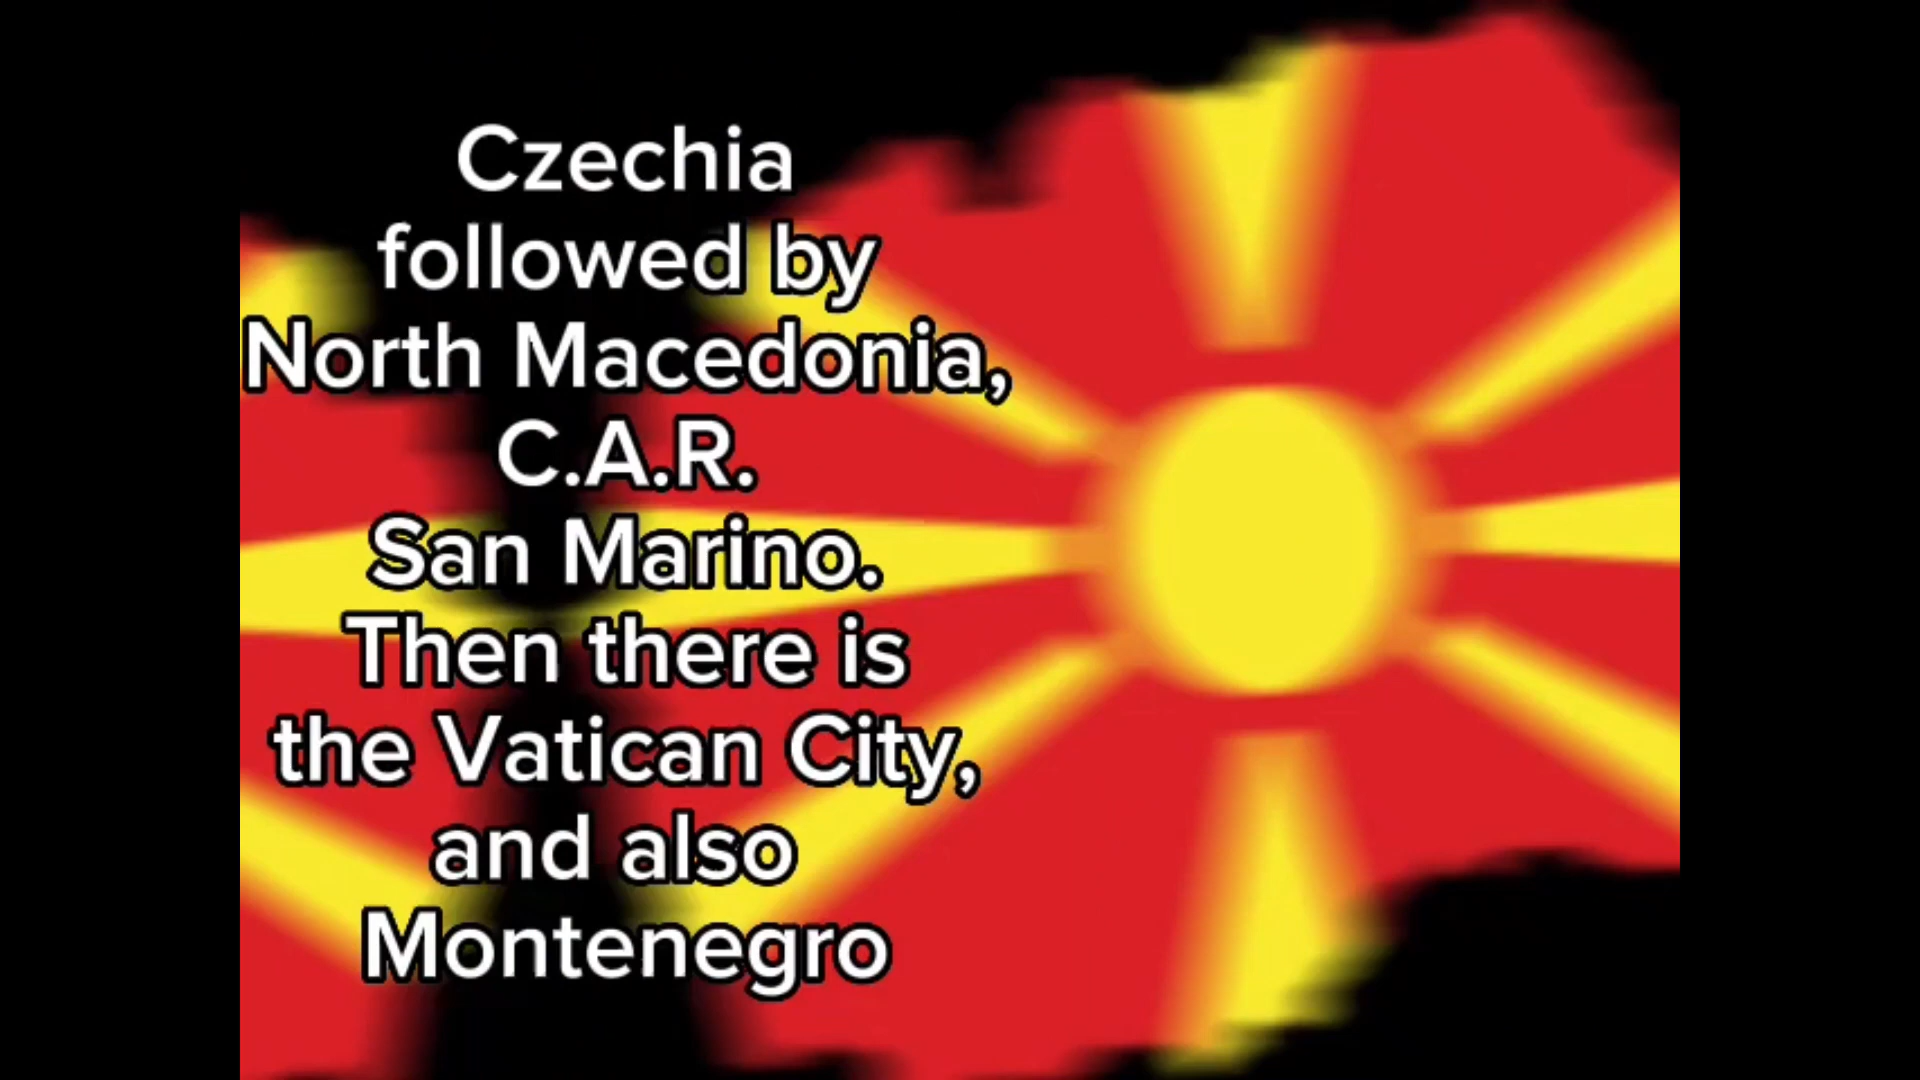 Czechia
followed by
North Macedonia,
C.A.R.
San Marino.
Then there is
the Vatican City,
and also
Montenegro